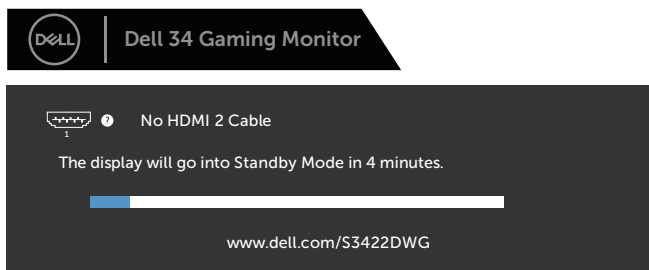 DELL
Dell 34 Gaming Monitor
?
No HDMI 2 Cable
1
The display will go into Standby Mode in 4 minutes.
www.dell.com/S3422DWG